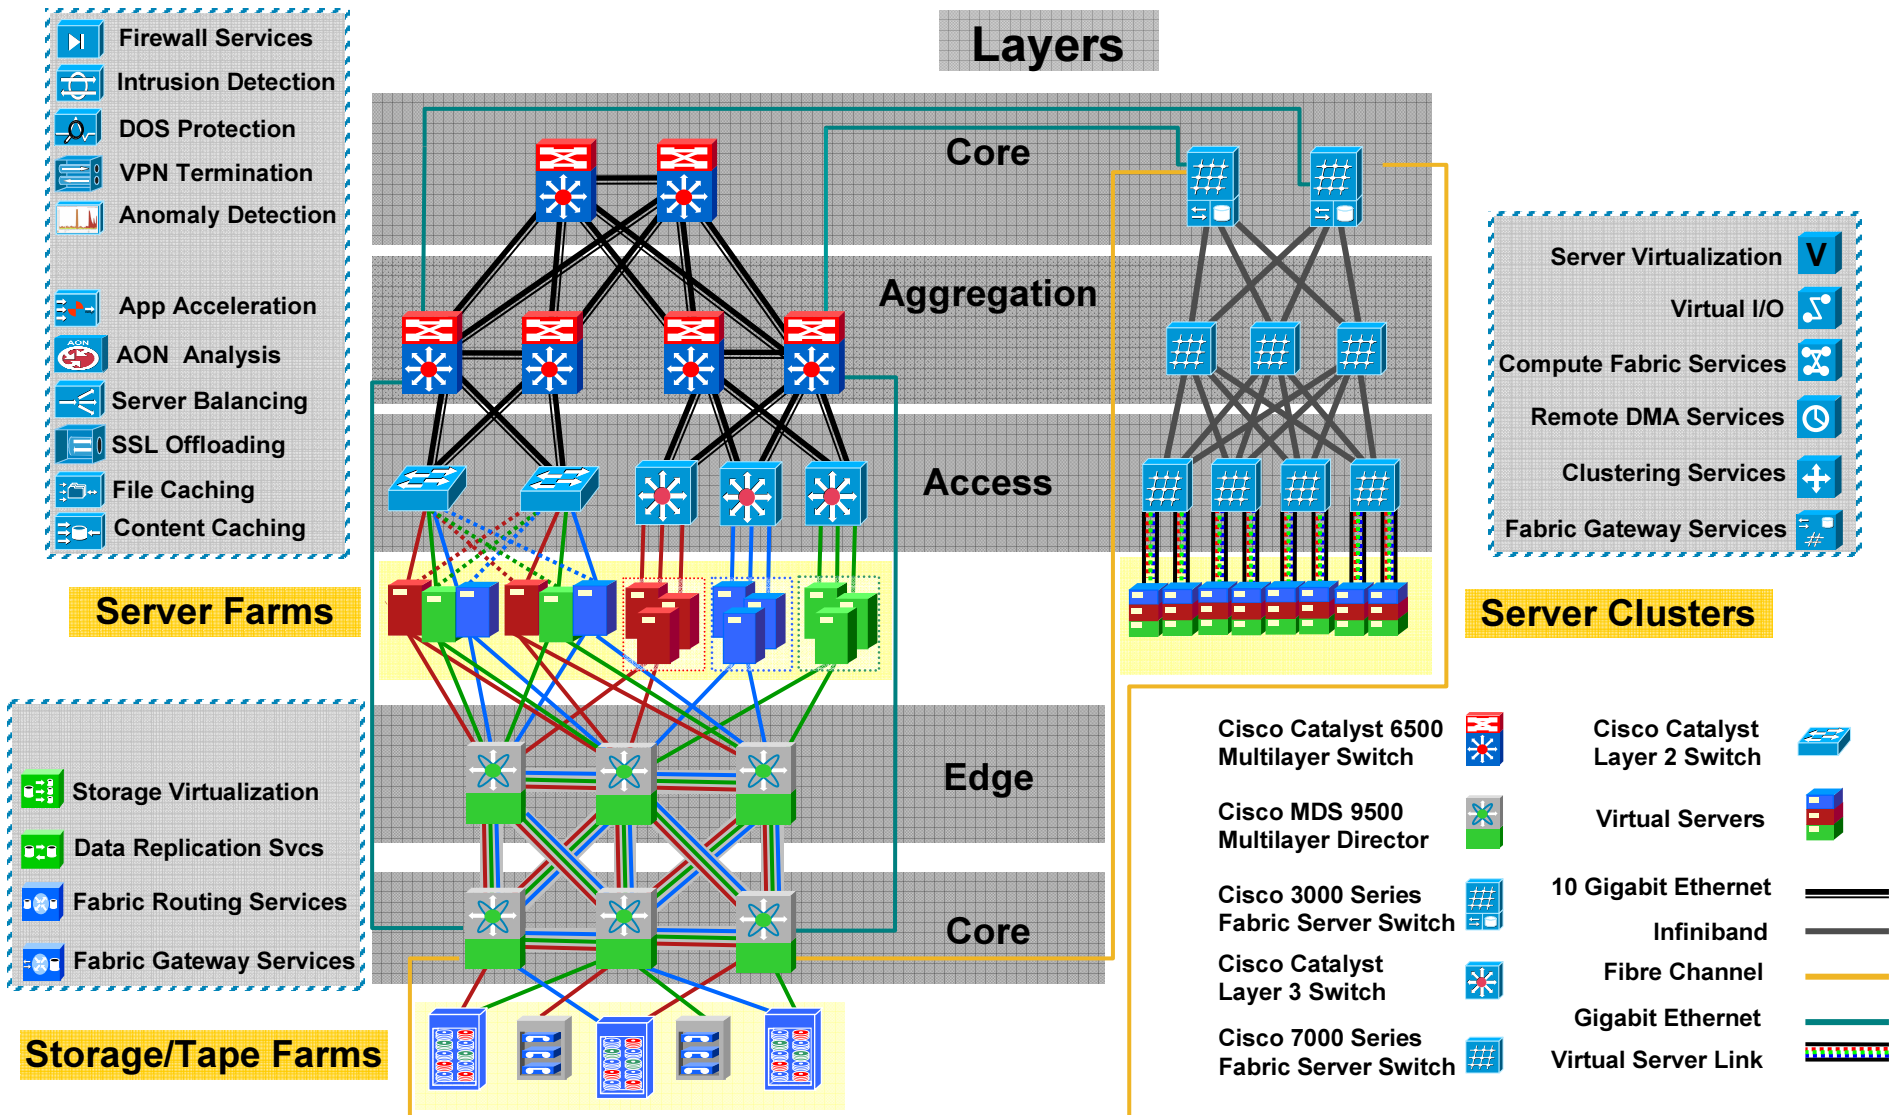 Layers
Firewall Services
Intrusion Detection
DOS Protection
VPN Termination
Anomaly Detection
App Acceleration
AON
AON Analysis
Server Balancing
SSL Offloading
File Caching
Content Caching
Server Farms
Core
Aggregation
Access
Edge
Core
V
Server Virtualization
Virtual I/O
Compute Fabric Services
Remote DMA Services
Clustering Services
Fabric Gateway Services
Server Clusters
Storage Virtualization
Data Replication Svcs
Fabric Routing Services
Fabric Gateway Services
Storage/Tape Farms
Cisco Catalyst 6500
Multilayer Switch
Cisco MDS 9500
Multilayer Director
Cisco 3000 Series
Fabric Server Switch
Cisco Catalyst
Layer 3 Switch
Cisco 7000 Series
Fabric Server Switch
Cisco Catalyst
Layer 2 Switch
Virtual Servers
10 Gigabit Ethernet
Infiniband
Fibre Channel
Gigabit Ethernet
Virtual Server Link